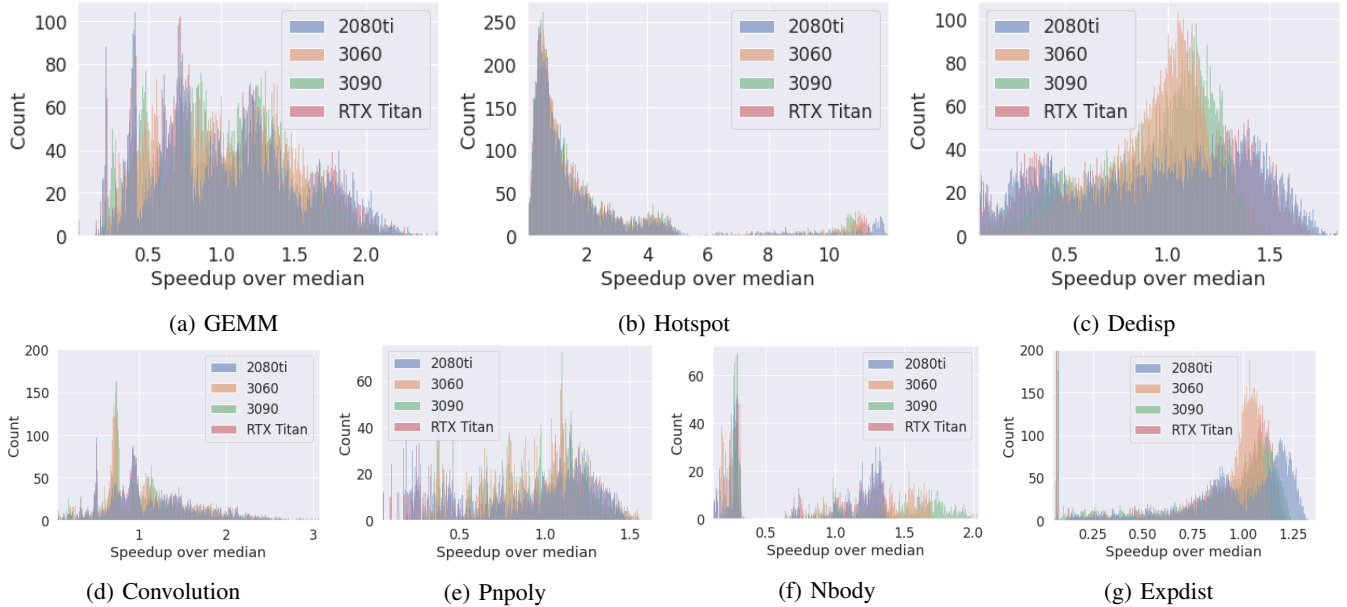 100
80
60
40
20
0
Count
0.5 1.0 1.5 2.0
Speedup over median
2080ti
3060
3090
RTX Titan
(a) GEMM
250
200
150
100
50
0
Count
2 4 6 8 10
Speedup over median
2080ti
3060
3090
RTX Titan
(b) Hotspot
100
80
60
40
20
0
Count
0.5 1.0 1.5
Speedup over median
2080ti
3060
3090
RTX Titan
(c) Dedisp
200
150
100
50
0
Count
1 2 3
Speedup over median
2080ti
3060
3090
RTX Titan
(d) Convolution
60
40
20
0
Count
0.5 1.0 1.5
Speedup over median
2080ti
3060
3090
RTX Titan
(e) Pnpoly
60
40
20
0
Count
0.5 1.0 1.5 2.0
Speedup over median
2080ti
3060
3090
RTX Titan
(f) Nbody
200
150
100
50
0
Count
0.25 0.50 0.75 1.00 1.25
Speedup over median
2080ti
3060
3090
RTX Titan
(g) Expdist